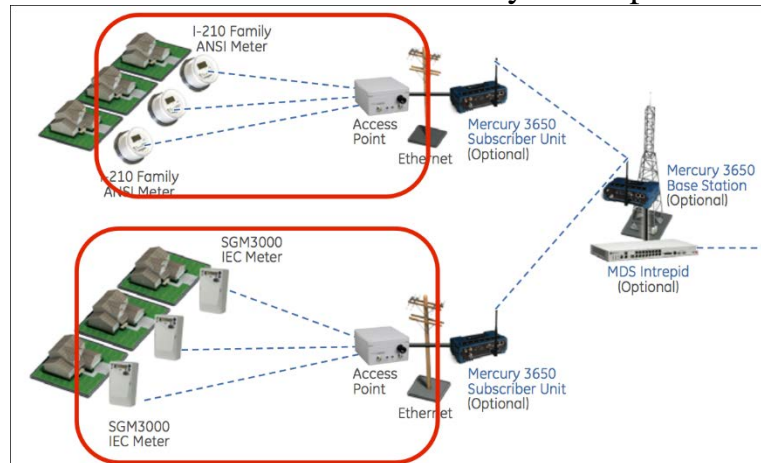 I-210 Family
ANSI Meter
I-210 Family
ANSI Meter
Access
Point
Ethernet
Mercury 3650
Subscriber Unit
(Optional)
Mercury 3650
Base Station
(Optional)
MDS Intrepid
(Optional)
SGM3000
IEC Meter
SGM3000
IEC Meter
Access
Point
Ethernet
Mercury 3650
Subscriber Unit
(Optional)